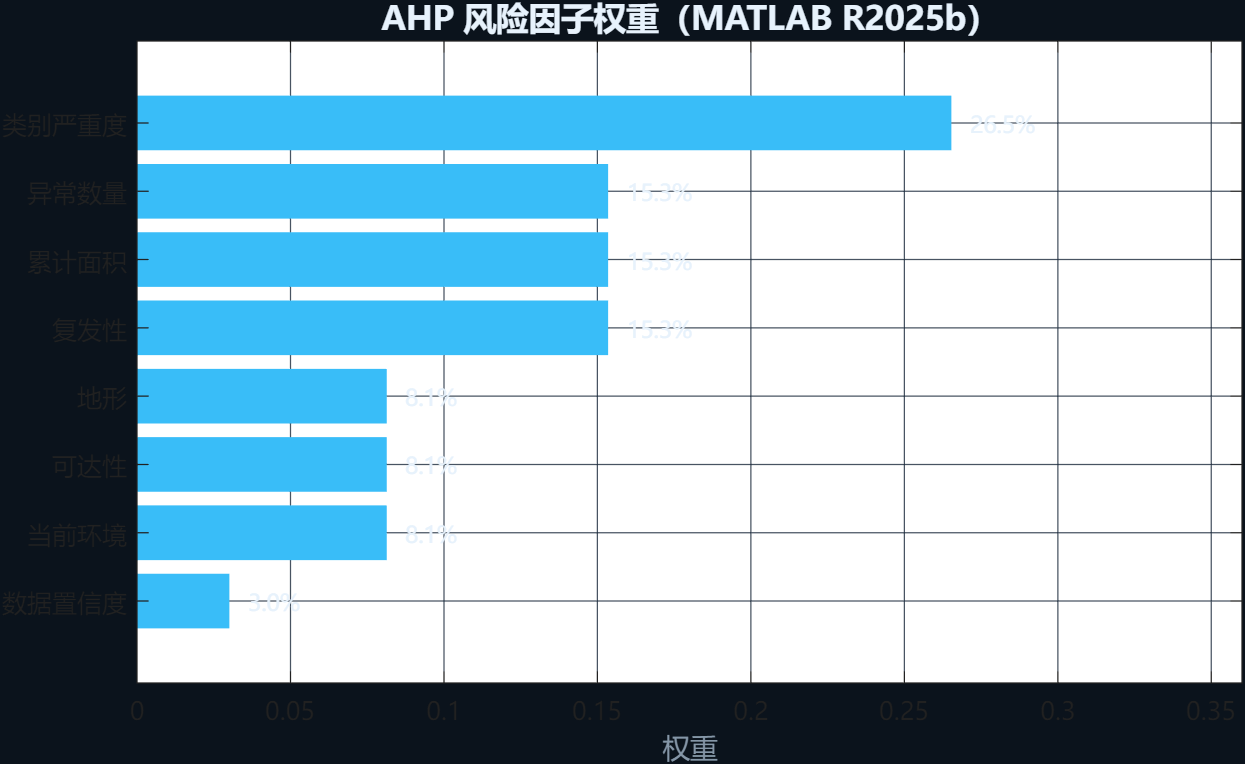 AHP 风险因子权重（MATLAB R2025b）
类别严重度 26.5%
异常数量 15.3%
累计面积 15.3%
复发性 15.3%
地形 8.1%
可达性 8.1%
当前环境 8.1%
数据置信度 3.0%
0 0.05 0.1 0.15 0.2 0.25 0.3 0.35
权重